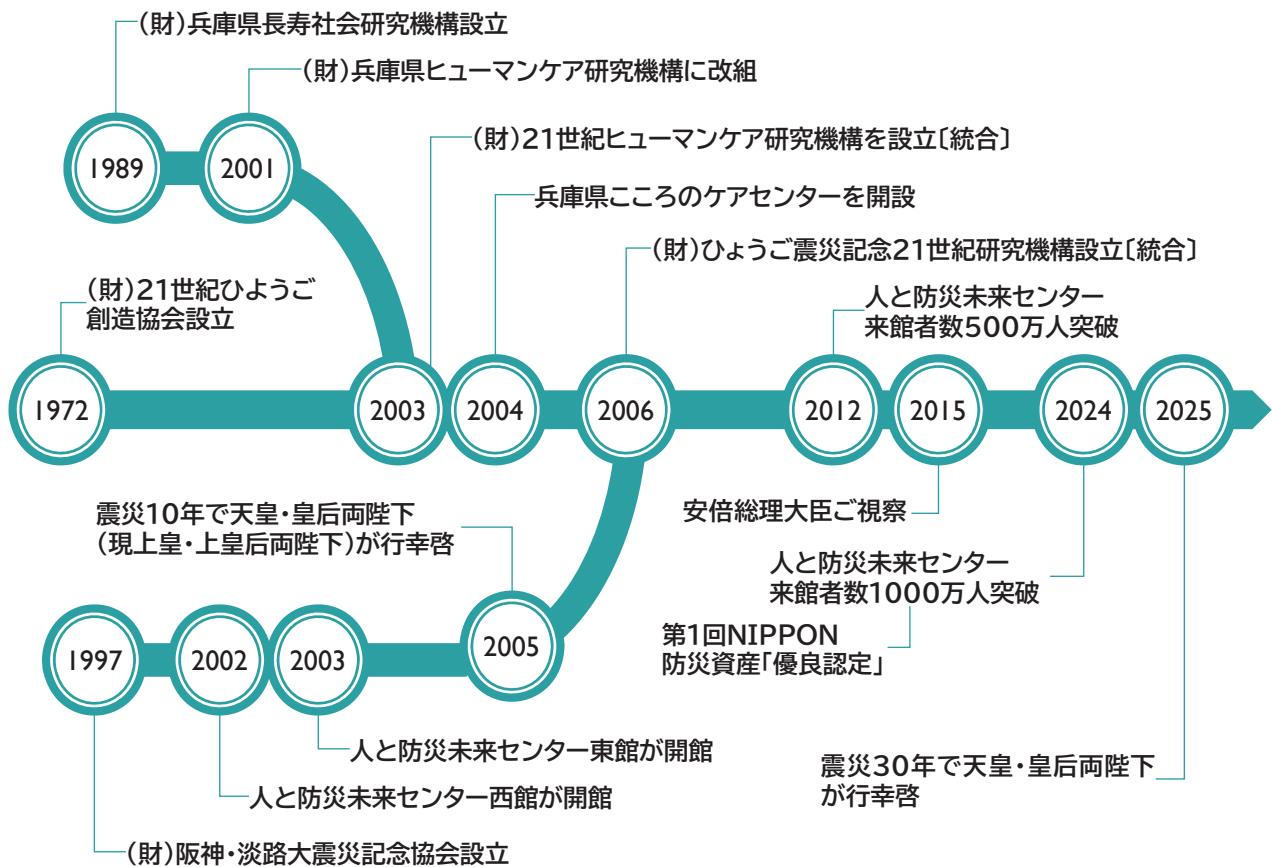 (財)兵庫県長寿社会研究機構設立
(財)兵庫県ヒューマンケア研究機構に改組
(財)21世紀ヒューマンケア研究機構を設立〔統合〕
1989
2001
兵庫県こころのケアセンターを開設
(財)ひょうご震災記念21世紀研究機構設立〔統合〕
(財)21世紀ひようご
創造協会設立
人と防災未来センター
来館者数500万人突破
1972
2003
2004
2006
2012
2015
2024
2025
震災10年で天皇・皇后両陛下
(現上皇・上皇后両陛下)が行幸啓
安倍総理大臣ご視察
人と防災未来センター
来館者数1000万人突破
第1回NIPPON
防災資産「優良認定」
1997
2002
2003
2005
人と防災未来センター東館が開館
人と防災未来センター西館が開館
震災30年で天皇・皇后両陛下
が行幸啓
(財)阪神・淡路大震災記念協会設立